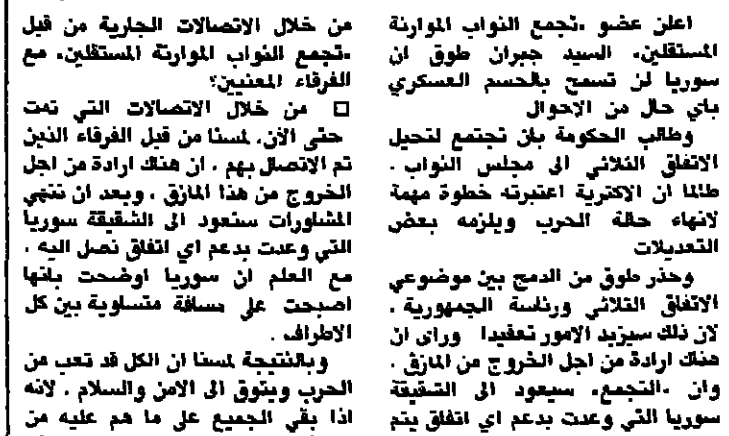 اعلن عضو «تجمع النواب الموارنة
المستقلين» السيد جبران طوق ان
سوريا لن تسمح بالحسم العسكري
باي حال من الاحوال
وطالب الحكومة بان تجتمع لتحيل
الاتفاق الثلاثي الى مجلس النواب .
طالما ان الاكثرية اعتبرته خطوة مهمة
لانهاء حالة الحرب ويلزمه بعض
التعديلات
وحذر طوق من الدمج بين موضوعي
الاتفاق الثلاثي ورئاسة الجمهورية .
لان ذلك سيزيد الامور تعقيدا وراى ان
هناك ارادة من اجل الخروج من المازق .
وان «التجمع» سيعود الى الشقيقة
سوريا التي وعدت بدعم اي اتفاق يتم
من خلال الاتصالات الجارية من قبل
«تجمع النواب الموارنة المستقلين» مع
الفرقاء المعنيين؟
□ من خلال الاتصالات التي تمت
حتى الآن. لمسنا من قبل الفرقاء الذين
تم الاتصال بهم . ان هناك ارادة من اجل
الخروج من هذا المازق . وبعد ان تنتهي
المشاورات سنعود الى الشقيقة سوريا
التي وعدت بدعم اي اتفاق نصل اليه .
مع العلم ان سوريا اوضحت بانها
اصبحت على مسافة متساوية بين كل
الاطراف .
وبالنتيجة لمسنا ان الكل قد تعب من
الحرب ويتوق الى الامن والسلام . لانه
اذا بقي الجميع على ما هم عليه من